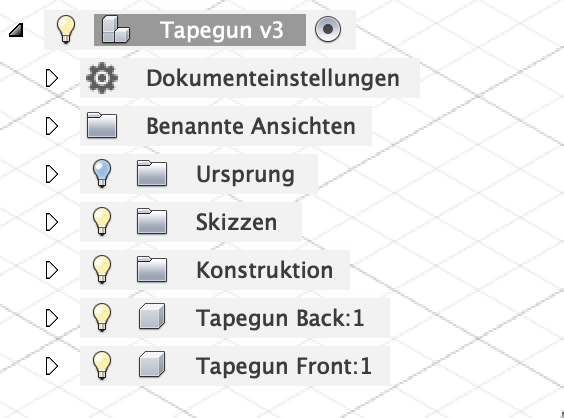 Tapegun v3
Dokumenteinstellungen
Benannte Ansichten
Ursprung
Skizzen
Konstruktion
Tapegun Back:1
Tapegun Front:1